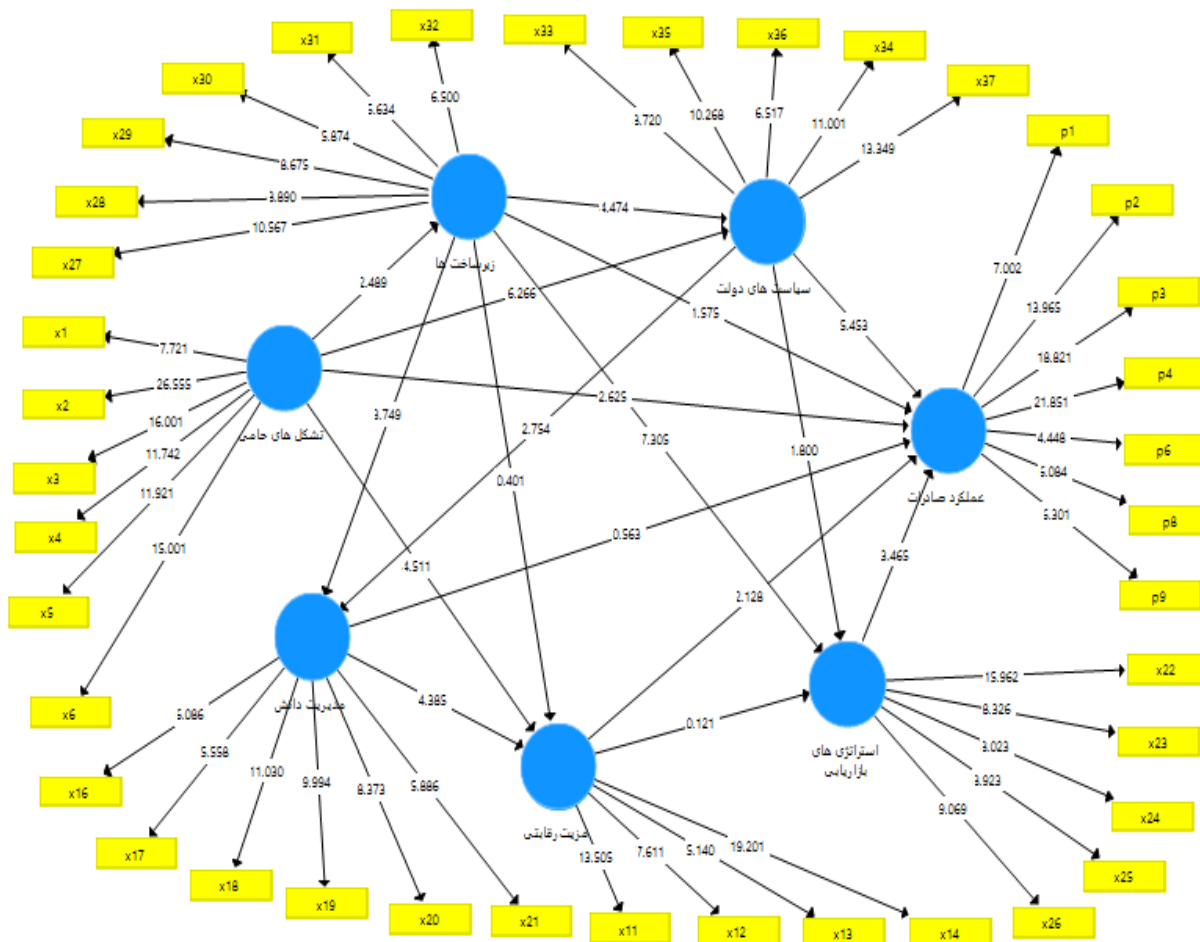 x32
x33
x35
x36
x34
x31
x37
x30
x29
x28
x27
p1
p2
p3
p4
p6
p8
p9
x1
x2
x3
x4
x5
x6
6.500
5.634
5.874
8.675
3.890
10.567
3.720
10.268
6.517
11.001
13.349
زیرساخت ها
سیاست های دولت
تشکل های حامی
عملکرد صادرات
4.474
2.489
6.266
1.575
5.453
7.002
13.965
18.821
21.851
4.448
5.084
5.301
7.721
26.555
16.001
11.742
11.921
15.001
2.625
3.749
2.754
7.305
1.800
0.401
0.563
4.511
3.465
2.128
مدیریت دانش
4.385
0.121
مزیت رقابتی
استراتژی های
بازاریابی
5.086
5.558
11.030
9.994
8.373
5.886
13.505
7.611
5.140
19.201
15.962
8.326
3.023
3.923
9.069
x22
x23
x24
x25
x26
x16
x17
x18
x19
x20
x21
x11
x12
x13
x14